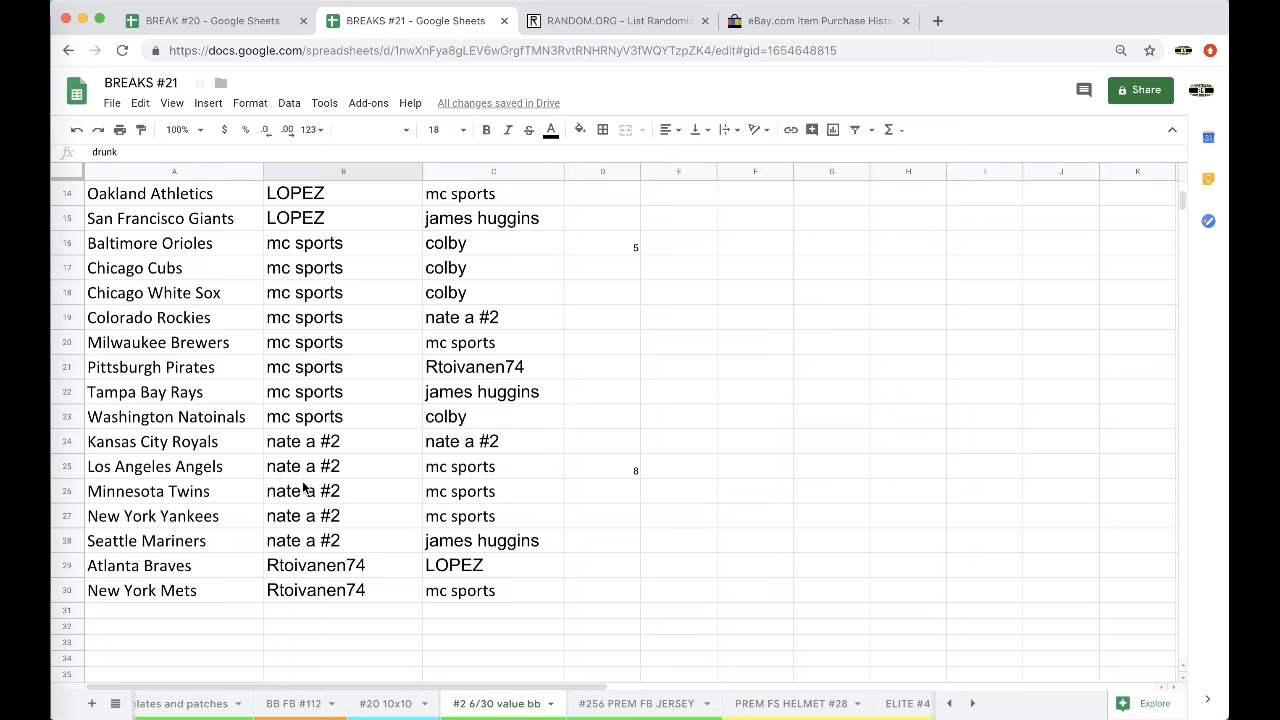 BREAK #20 - Google Sheets
BREAKS #21 - Google Sheets
RANDOM.ORG - List Randomiz
eBay.com Item Purchase Histo
https://docs.google.com/spreadsheets/d/1nwXnFya8gLEV6wGrgfTMN3RvtRNHRNyV3fWQYTzpZK4/edit#gid=1654648815
BREAKS #21
File Edit View Insert Format Data Tools Add-ons Help All changes saved in Drive
Share
100% $ % .0 .00 123 18 B I S A
fx drunk
A B C D E F G H I J K
14 Oakland Athletics LOPEZ mc sports
15 San Francisco Giants LOPEZ james huggins
16 Baltimore Orioles mc sports colby 5
17 Chicago Cubs mc sports colby
18 Chicago White Sox mc sports colby
19 Colorado Rockies mc sports nate a #2
20 Milwaukee Brewers mc sports mc sports
21 Pittsburgh Pirates mc sports Rtoivanen74
22 Tampa Bay Rays mc sports james huggins
23 Washington Natoinals mc sports colby
24 Kansas City Royals nate a #2 nate a #2
25 Los Angeles Angels nate a #2 mc sports 8
26 Minnesota Twins nate a #2 mc sports
27 New York Yankees nate a #2 mc sports
28 Seattle Mariners nate a #2 james huggins
29 Atlanta Braves Rtoivanen74 LOPEZ
30 New York Mets Rtoivanen74 mc sports
31
32
33
34
35
lates and patches BB FB #112 #20 10x10 #2 6/30 value bb #256 PREM FB JERSEY PREM FS HELMET #28 ELITE #4 Explore